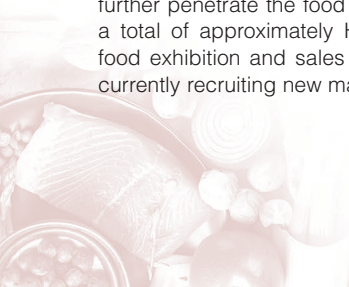 further penetrate the food
a total of approximately
food exhibition and sales
currently recruiting new